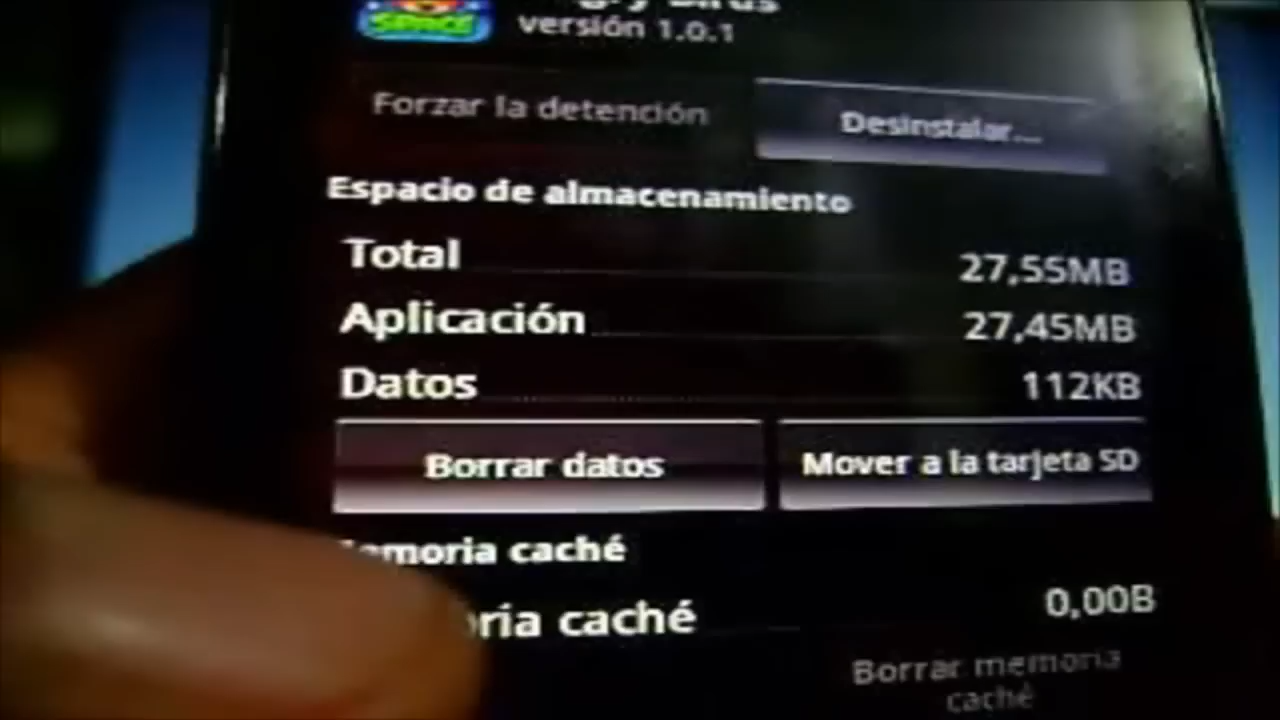 SPACE
versión 1.0.1
Forzar la detención
Desinstalar...
Espacio de almacenamiento
Total 27,55MB
Aplicación 27,45MB
Datos 112KB
Borrar datos
Mover a la tarjeta SD
caché
caché 0,00B
Borrar memoria
caché